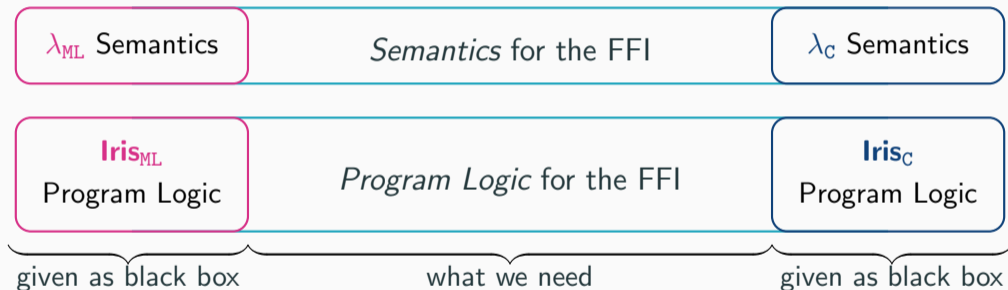 λML Semantics
Semantics for the FFI
λC Semantics
IrisML
Program Logic
Program Logic for the FFI
IrisC
Program Logic
given as black box
what we need
given as black box